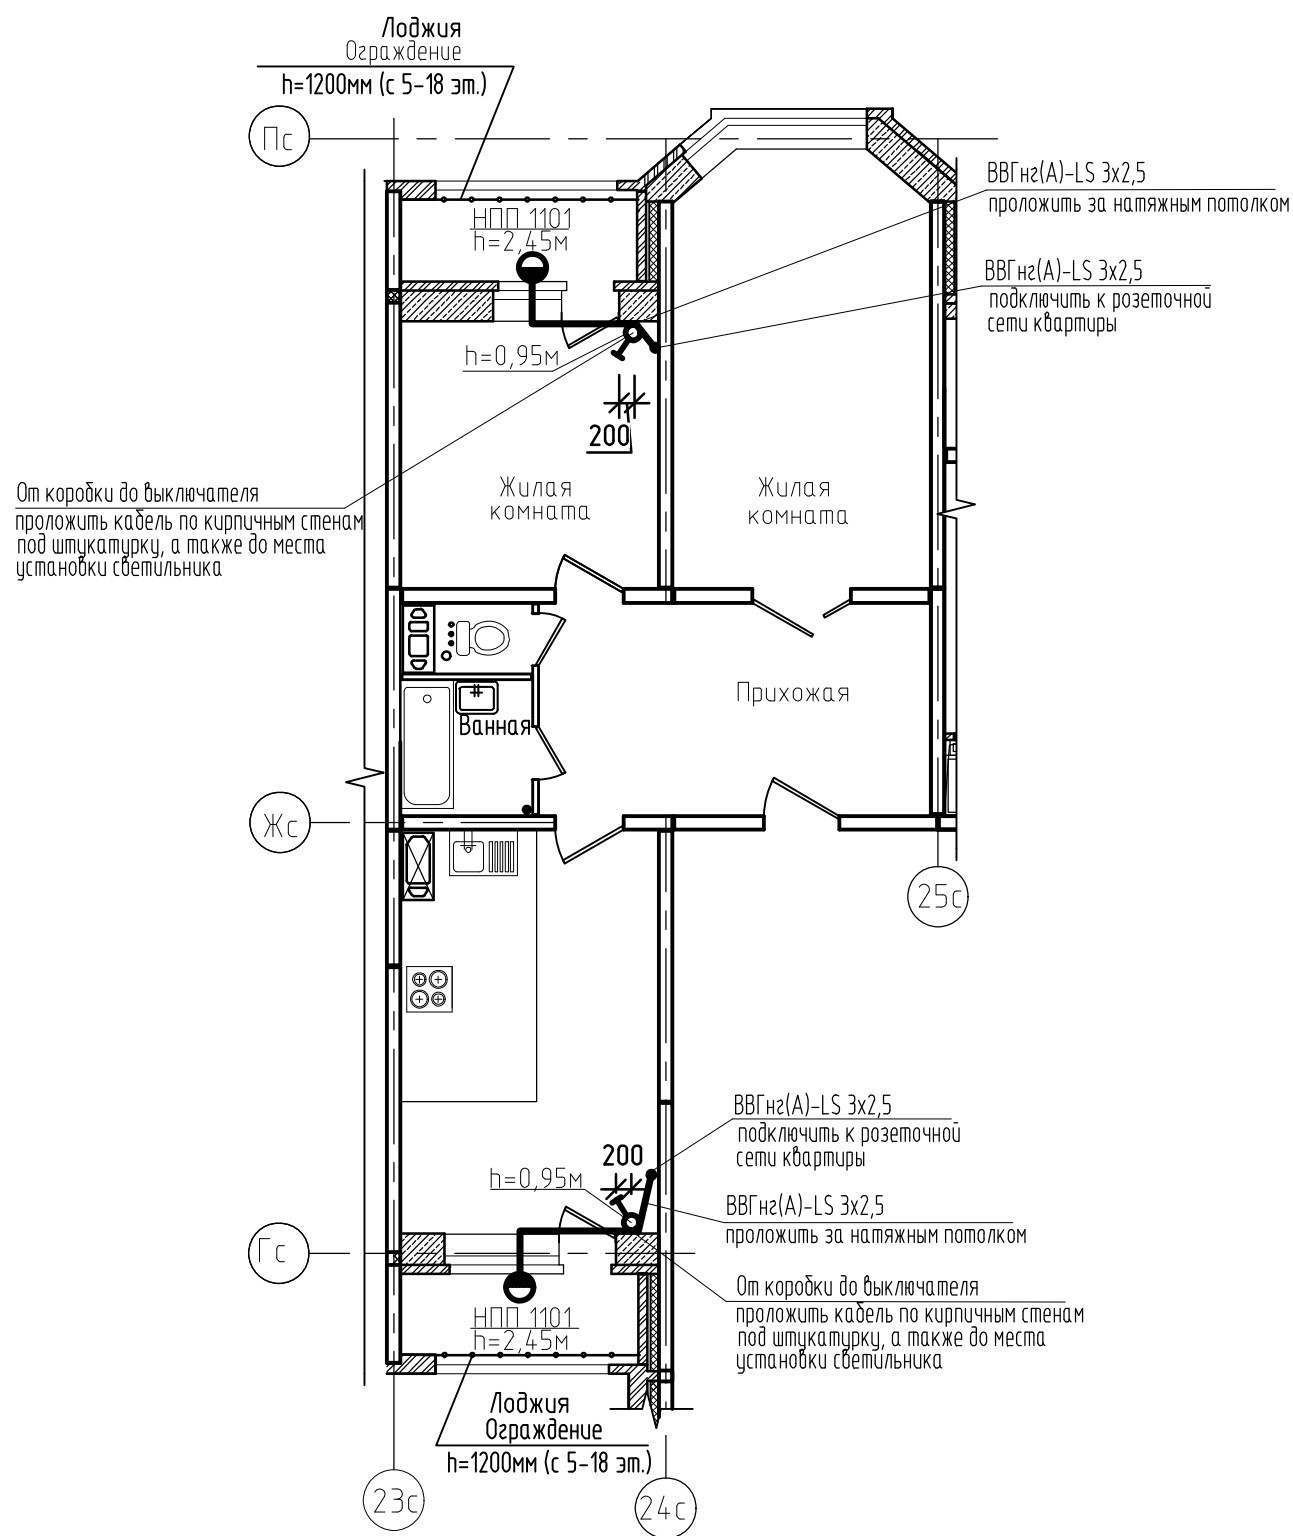 Лоджия
Ограждение
h=1200мм (с 5-18 эт.)
Пс
ВВГнг(А)-LS 3х2,5
проложить за натяжным потолком
НПП 1101
h=2,45м
ВВГнг(А)-LS 3х2,5
подключить к розеточной
сети квартиры
h=0,95м
200
От коробки до выключателя
проложить кабель по кирпичным стенам
под штукатурку, а также до места
установки светильника
Жилая
комната
Жилая
комната
Прихожая
Ванная
Жс
25с
ВВГнг(А)-LS 3х2,5
подключить к розеточной
сети квартиры
200
h=0,95м
ВВГнг(А)-LS 3х2,5
проложить за натяжным потолком
Гс
От коробки до выключателя
проложить кабель по кирпичным стенам
под штукатурку, а также до места
установки светильника
НПП 1101
h=2,45м
Лоджия
Ограждение
h=1200мм (с 5-18 эт.)
23с
24с